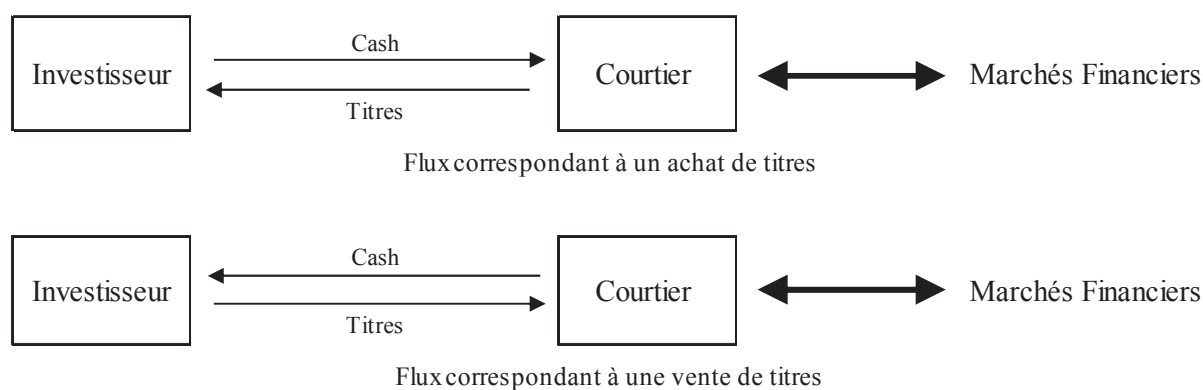 Cash
Investisseur Courtier Marchés Financiers
Titres
Flux correspondant à un achat de titres
Cash
Investisseur Courtier Marchés Financiers
Titres
Flux correspondant à une vente de titres